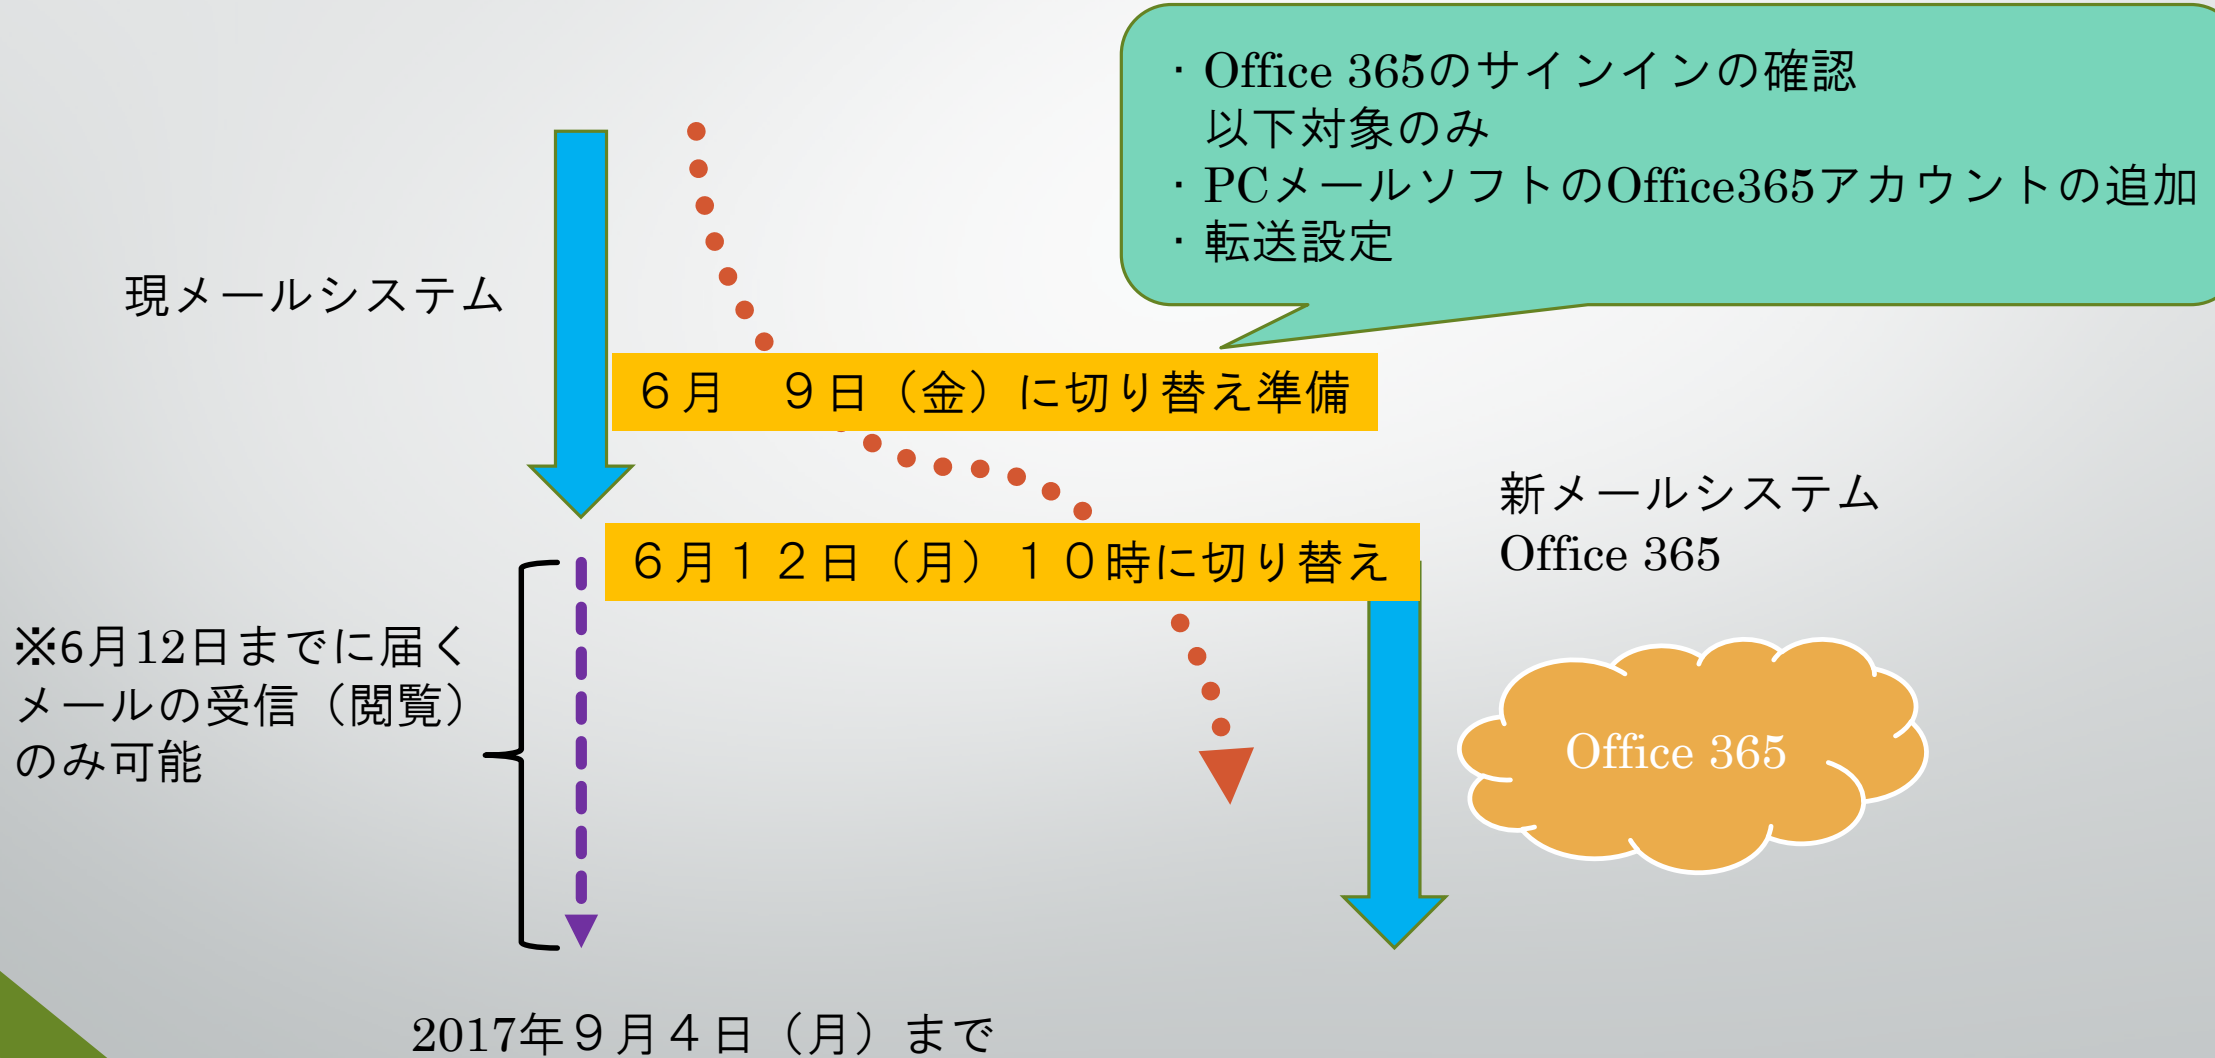 ・Office 365のサインインの確認
以下対象のみ
・PCメールソフトのOffice365アカウントの追加
・転送設定
現メールシステム
６月　９日（金）に切り替え準備
新メールシステム
Office 365
６月１２日（月）１０時に切り替え
※6月12日までに届く
メールの受信（閲覧）
のみ可能
Office 365
2017年９月４日（月）まで